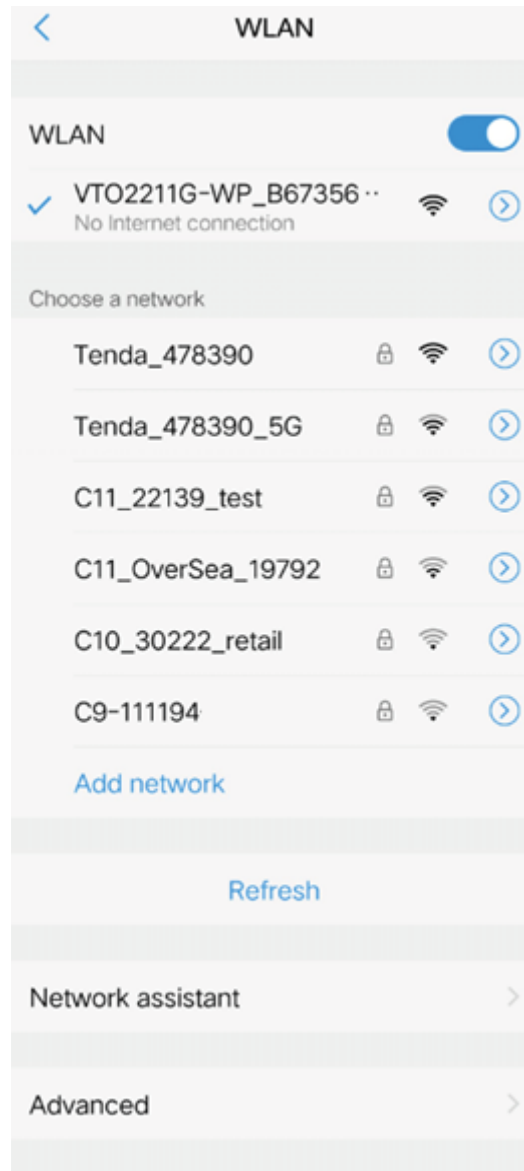 WLAN
WLAN
VTO2211G-WP_B67356··
No Internet connection
Choose a network
Tenda_478390
Tenda_478390_5G
C11_22139_test
C11_OverSea_19792
C10_30222_retail
C9-111194
Add network
Refresh
Network assistant
Advanced